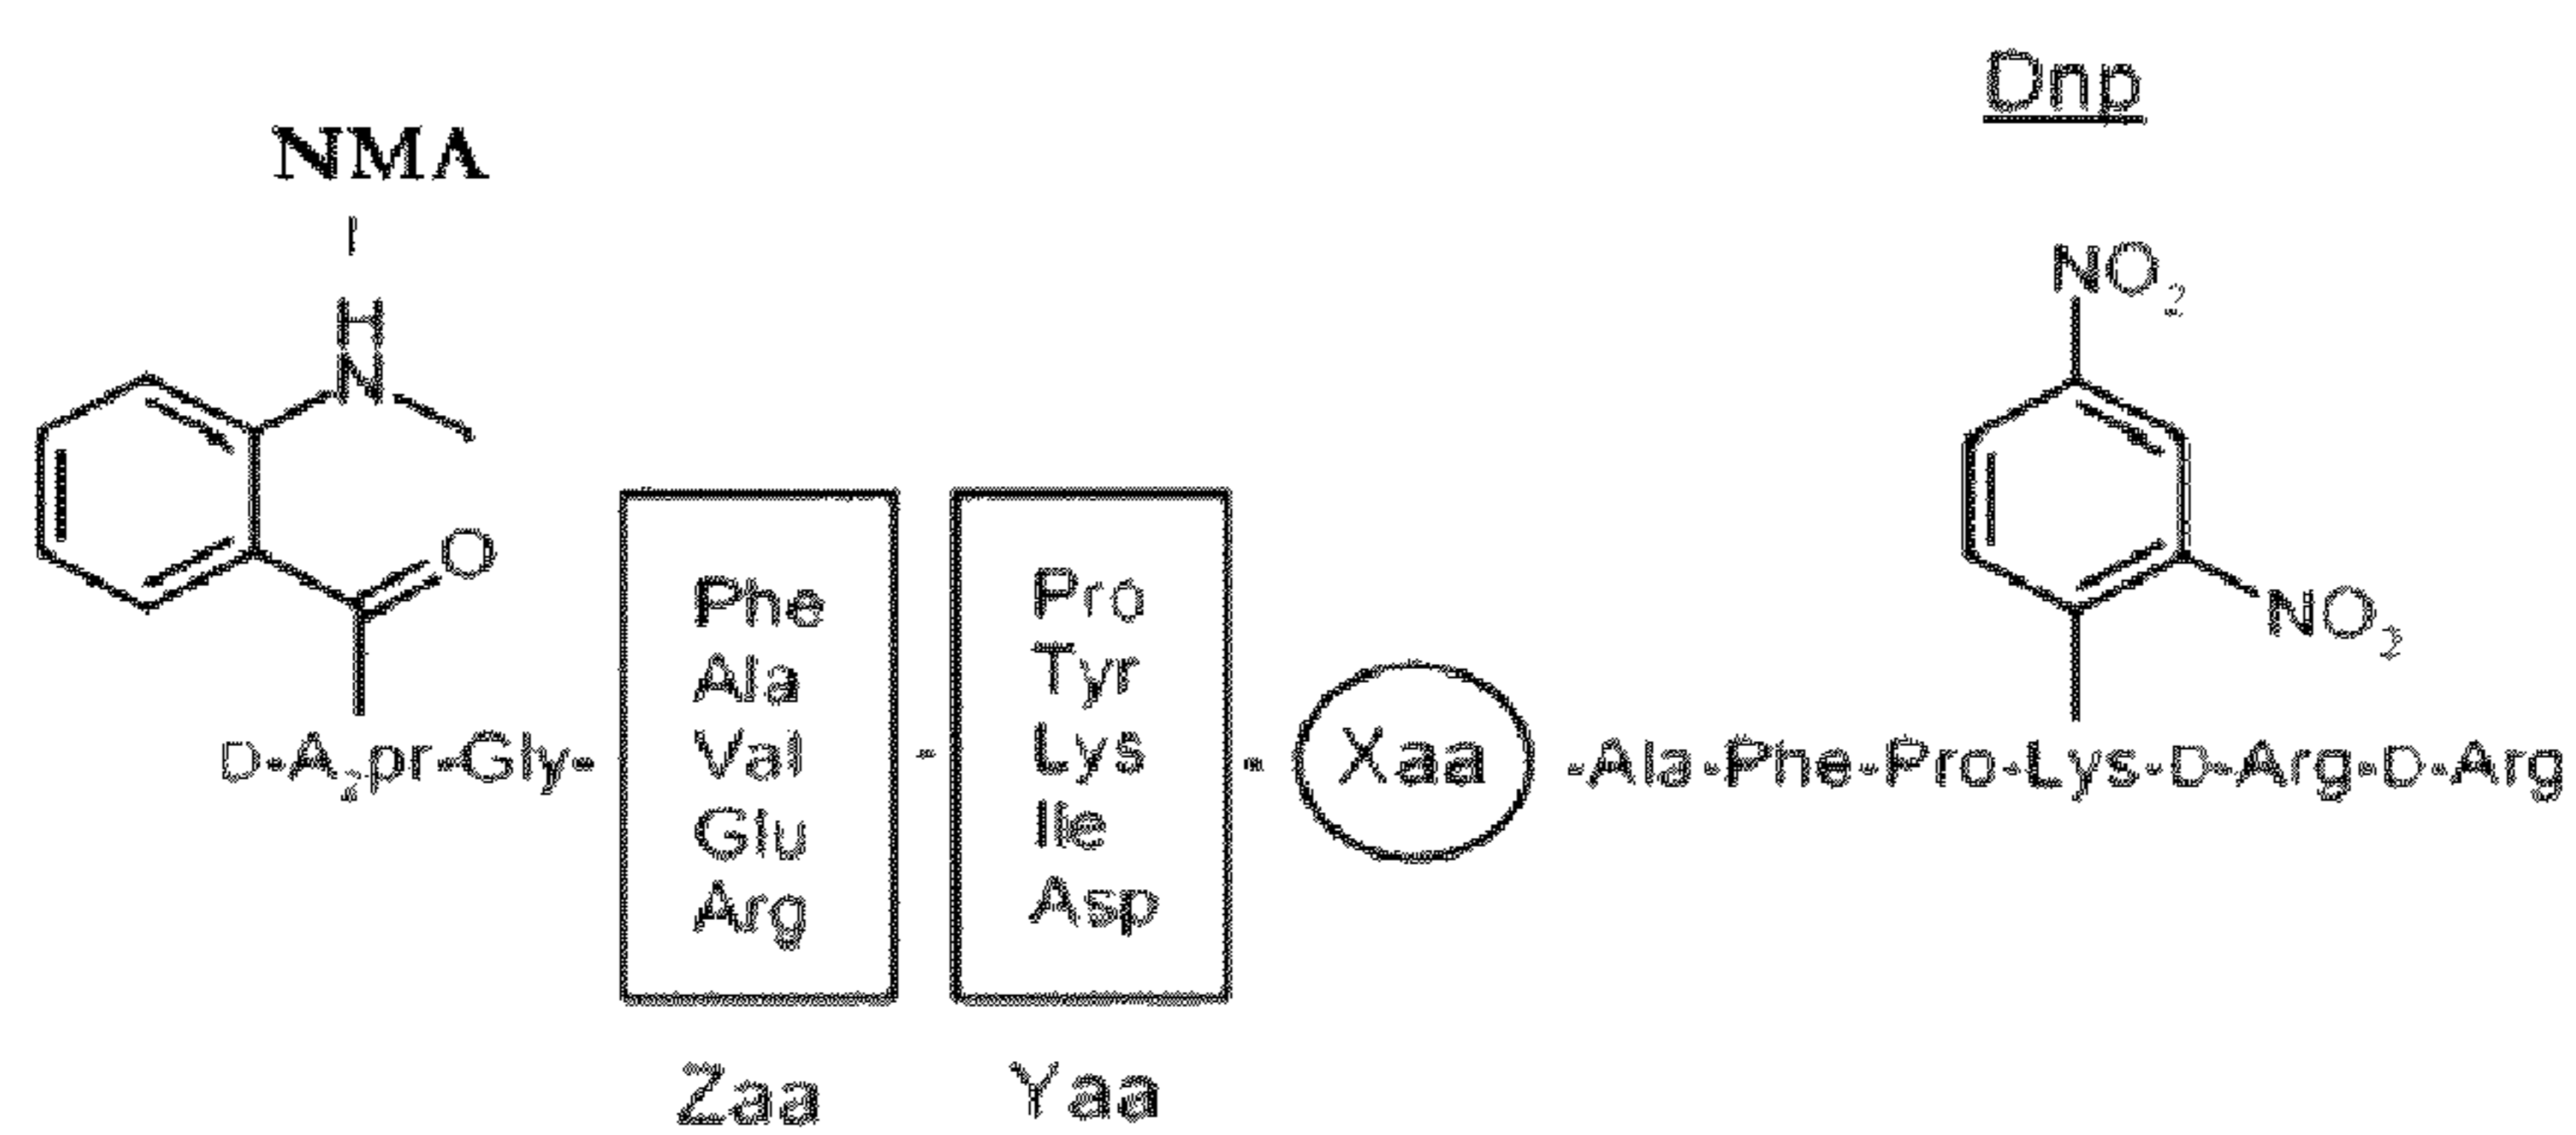 Dnp
NMA
NO2
H
N
O
NO2
Phe
Ala
Val
Glu
Arg
Pro
Tyr
Lys
Ile
Asp
D-A2pr-Gly- - - Xaa -Ala-Phe-Pro-Lys-D-Arg-D-Arg
Zaa
Yaa